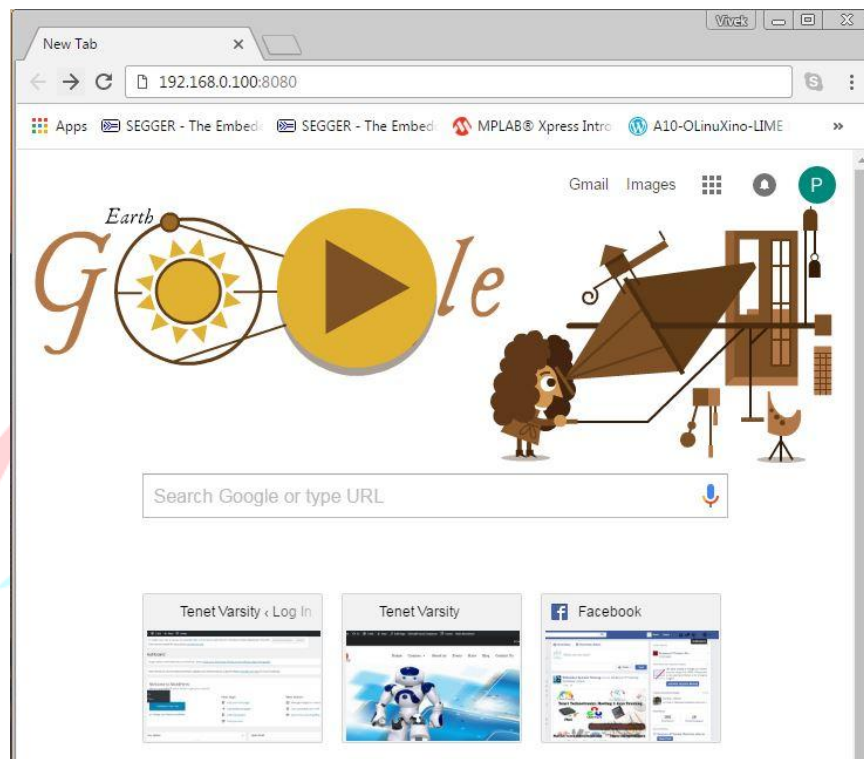 Vivek
New Tab
192.168.0.100:8080
Apps SEGGER - The Embed SEGGER - The Embed MPLAB® Xpress Intro A10-OLinuXino-LIME »
Gmail Images P
Earth
Google
Search Google or type URL
Tenet Varsity ‹ Log In Tenet Varsity Facebook